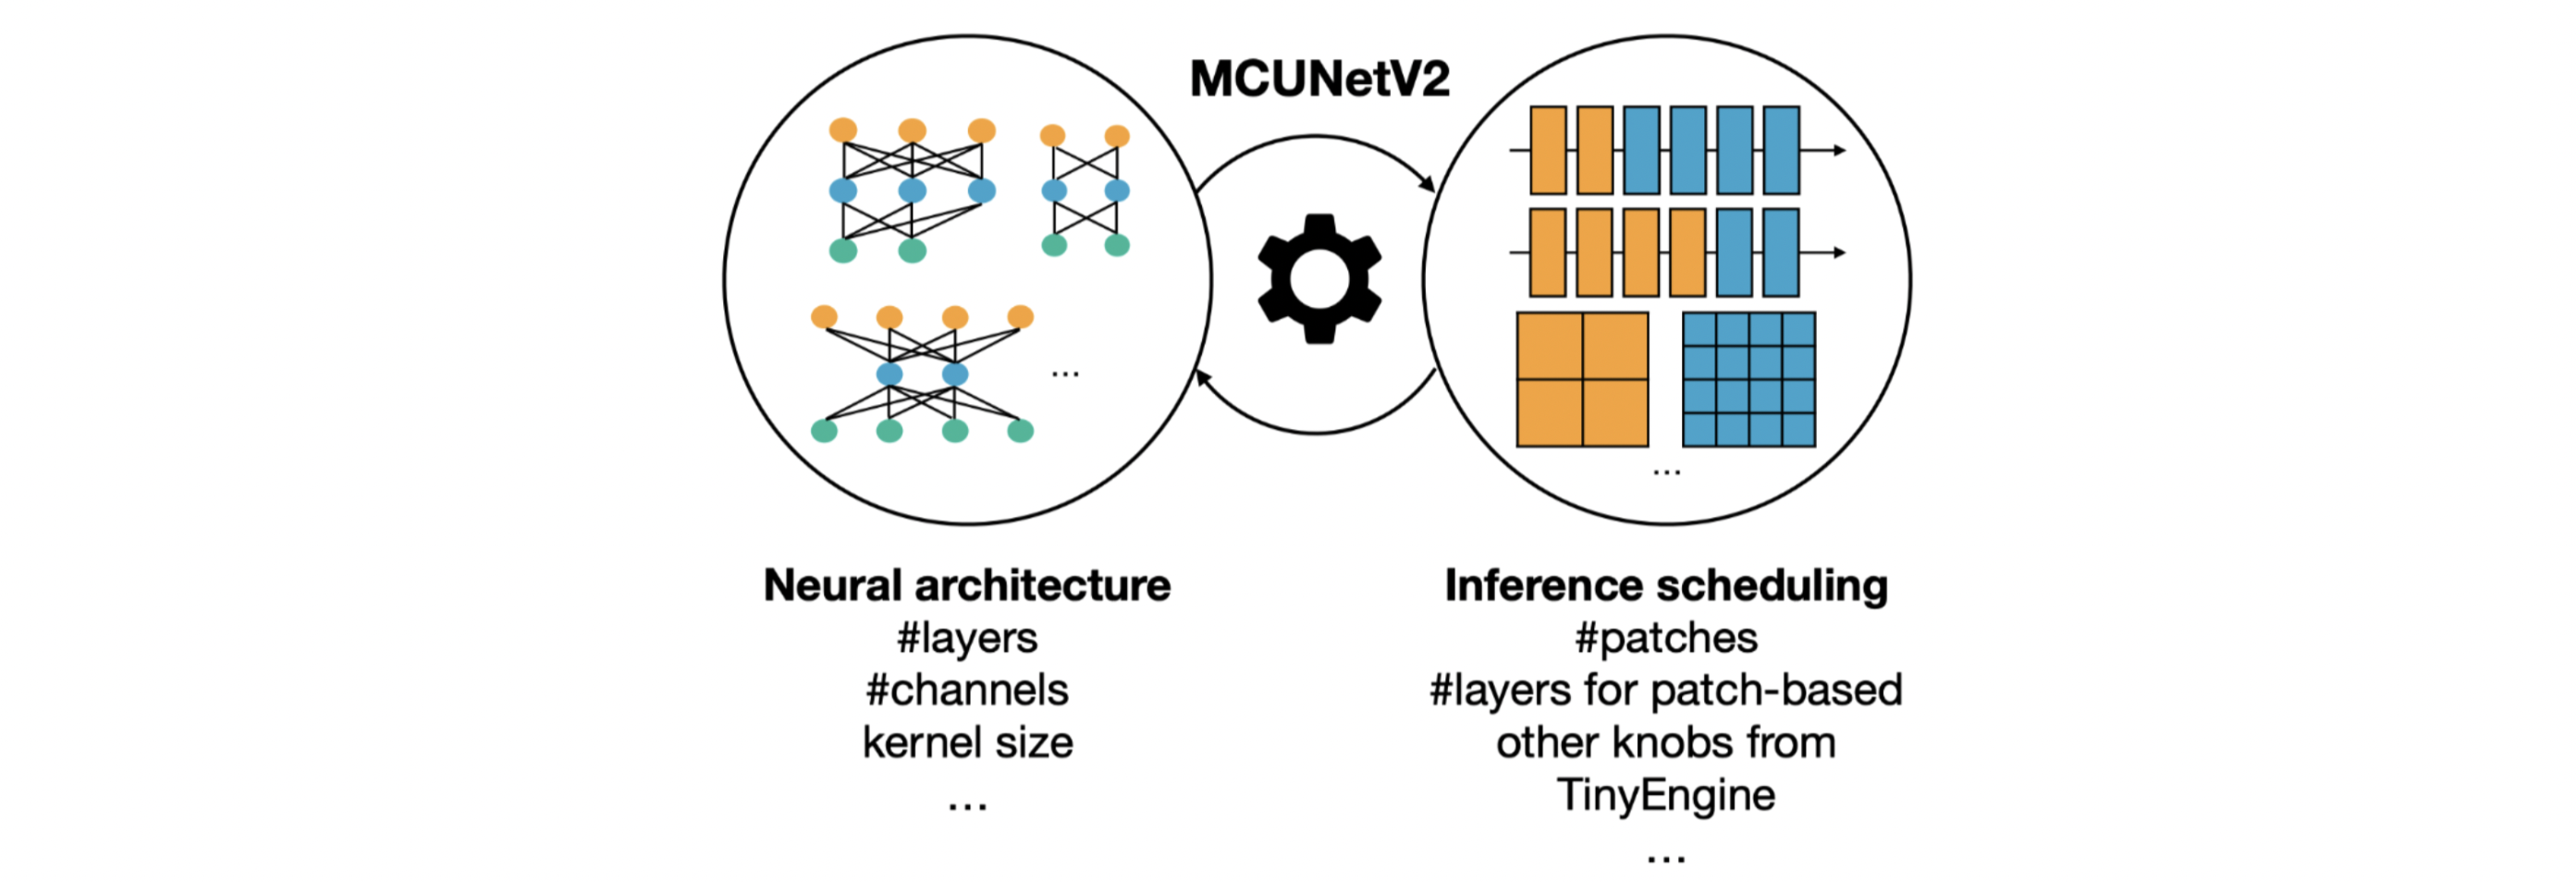 MCUNetV2
...
...
Neural architecture
#layers
#channels
kernel size
...
Inference scheduling
#patches
#layers for patch-based
other knobs from
TinyEngine
...